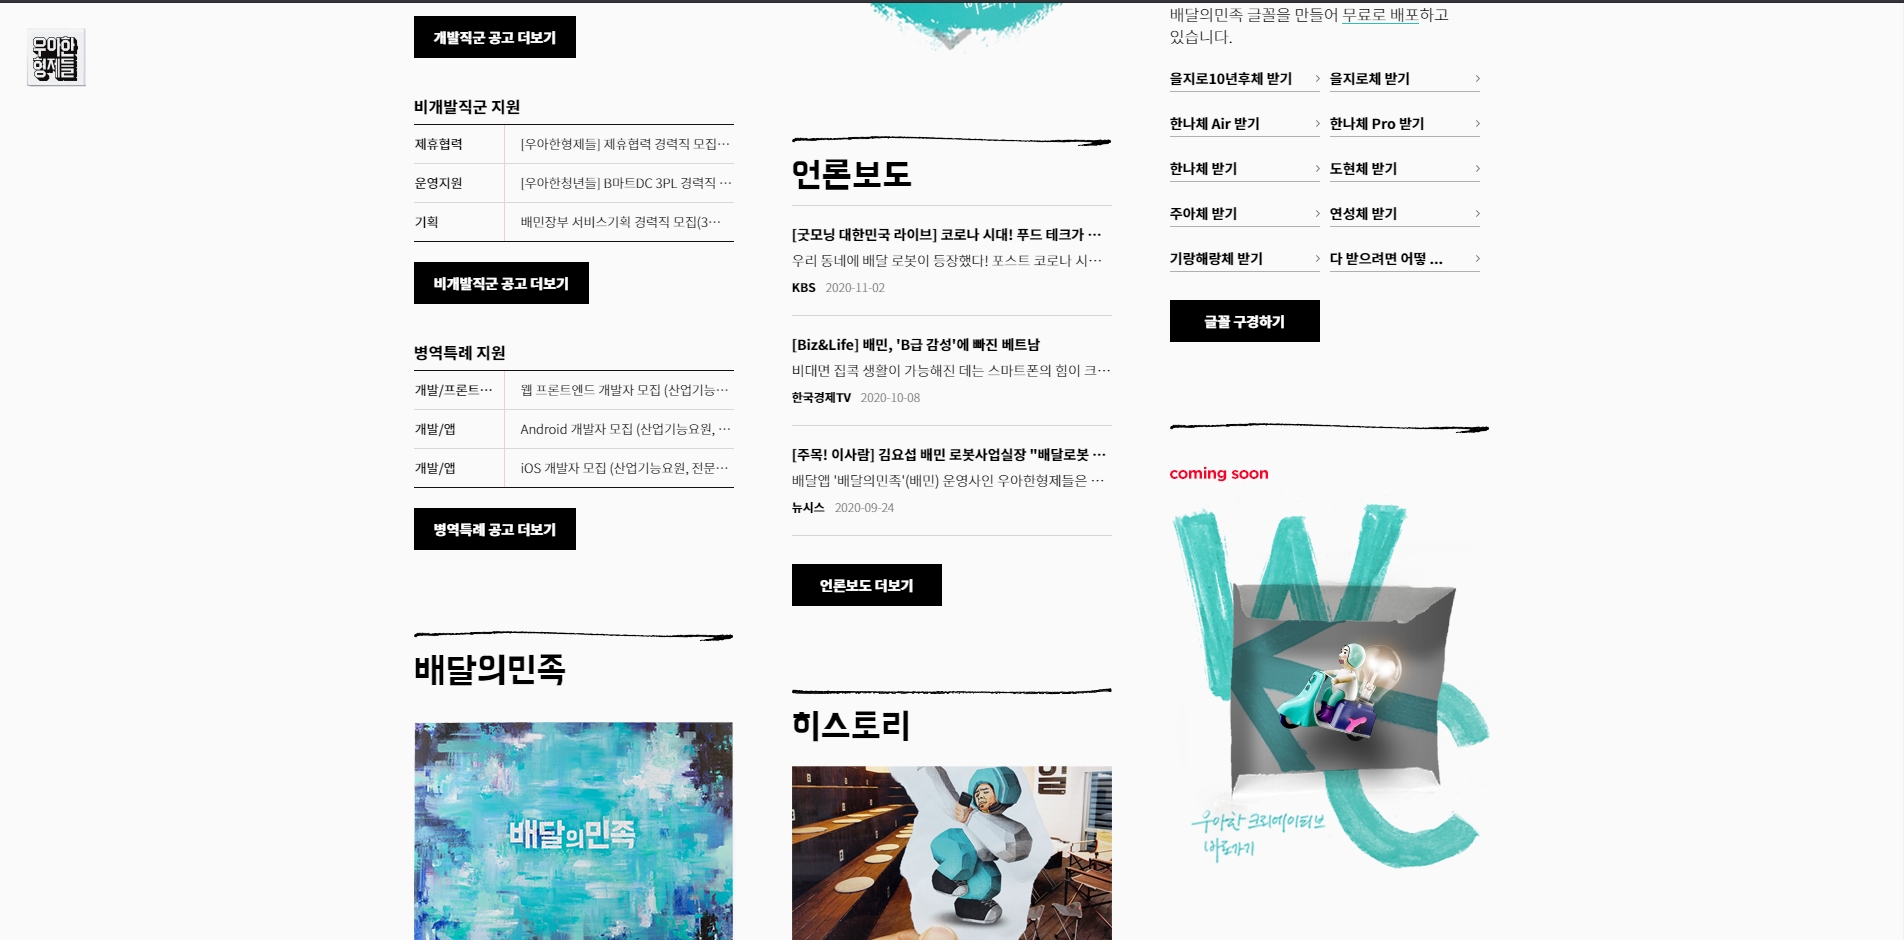 우아한
형제들
개발직군 공고 더보기
비개발직군 지원
제휴협력 [우아한형제들] 제휴협력 경력직 모집…
운영지원 [우아한청년들] B마트DC 3PL 경력직 …
기획 배민장부 서비스기획 경력직 모집(3…
비개발직군 공고 더보기
병역특례 지원
개발/프론트… 웹 프론트엔드 개발자 모집 (산업기능…
개발/앱 Android 개발자 모집 (산업기능요원, …
개발/앱 iOS 개발자 모집 (산업기능요원, 전문…
병역특례 공고 더보기
배달의민족
배달의민족
바로가기
언론보도
[굿모닝 대한민국 라이브] 코로나 시대! 푸드 테크가 …
우리 동네에 배달 로봇이 등장했다! 포스트 코로나 시…
KBS 2020-11-02
[Biz&Life] 배민, 'B급 감성'에 빠진 베트남
비대면 집콕 생활이 가능해진 데는 스마트폰의 힘이 크…
한국경제TV 2020-10-08
[주목! 이사람] 김요섭 배민 로봇사업실장 "배달로봇 …
배달앱 '배달의민족'(배민) 운영사인 우아한형제들은 …
뉴시스 2020-09-24
언론보도 더보기
히스토리
배달의민족 글꼴을 만들어 무료로 배포하고
있습니다.
을지로10년후체 받기 을지로체 받기
한나체 Air 받기 한나체 Pro 받기
한나체 받기 도현체 받기
주아체 받기 연성체 받기
기랑해랑체 받기 다 받으려면 어떻 ...
글꼴 구경하기
coming soon
W
C
우아한 크리에이티브
바로가기